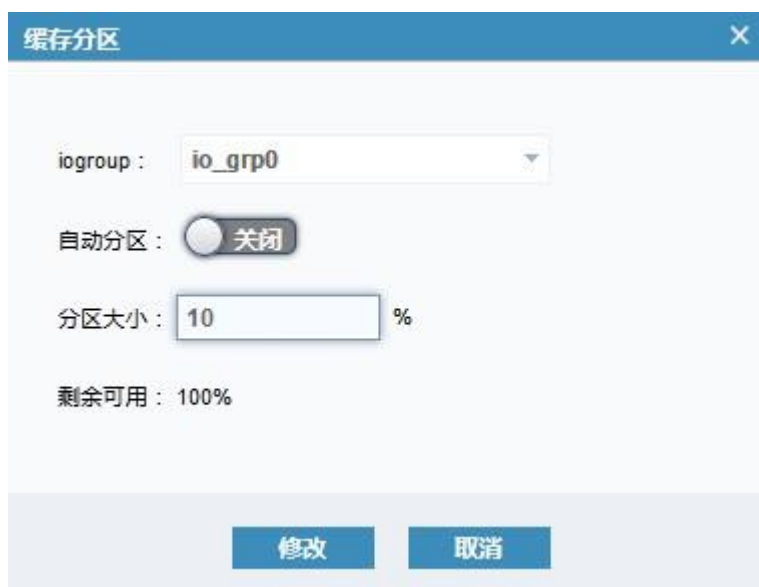 缓存分区
iogroup： io_grp0
自动分区： 关闭
分区大小： 10 %
剩余可用： 100%
修改 取消